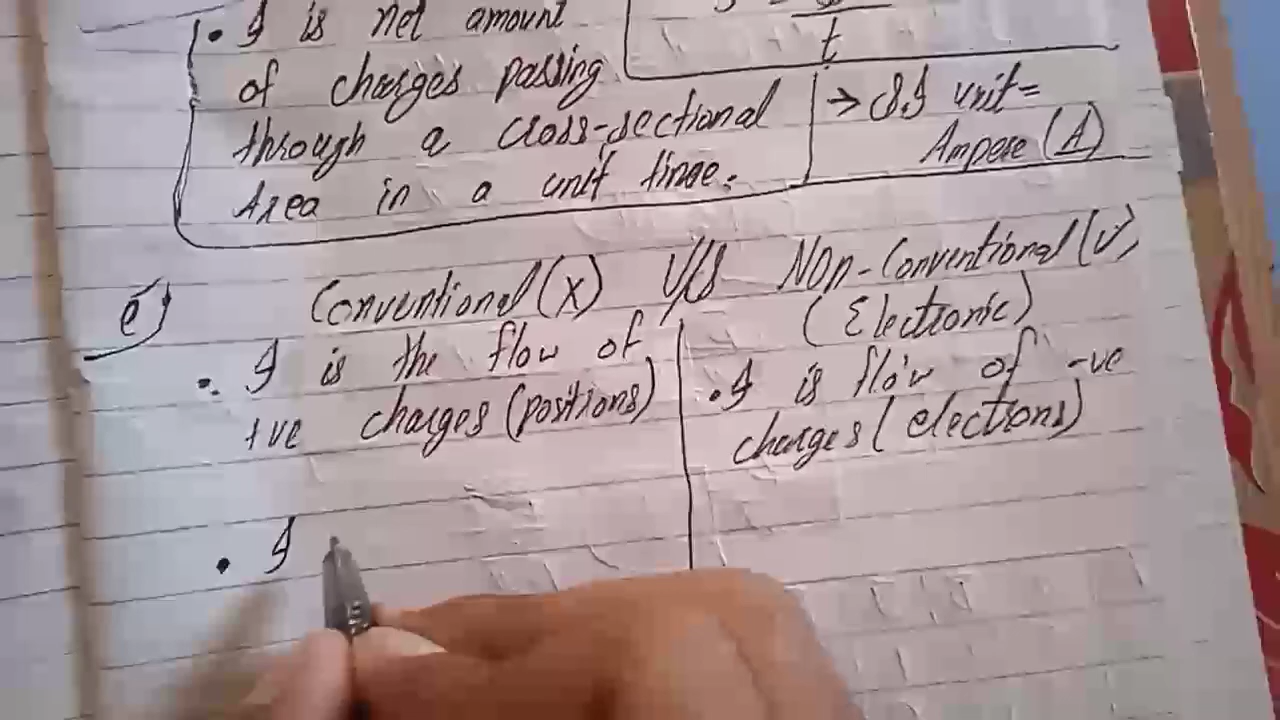 • I is net amount
of charges passing
through a cross-sectional
Area in a unit time.
t
→ SI unit =
Ampere (A)
e) Conventional (x) V/S Non-Conventional (✓)
(Electronic)
• I is the flow of
+ve charges (positions)
• I is flow of -ve
charges (electrons)
• I